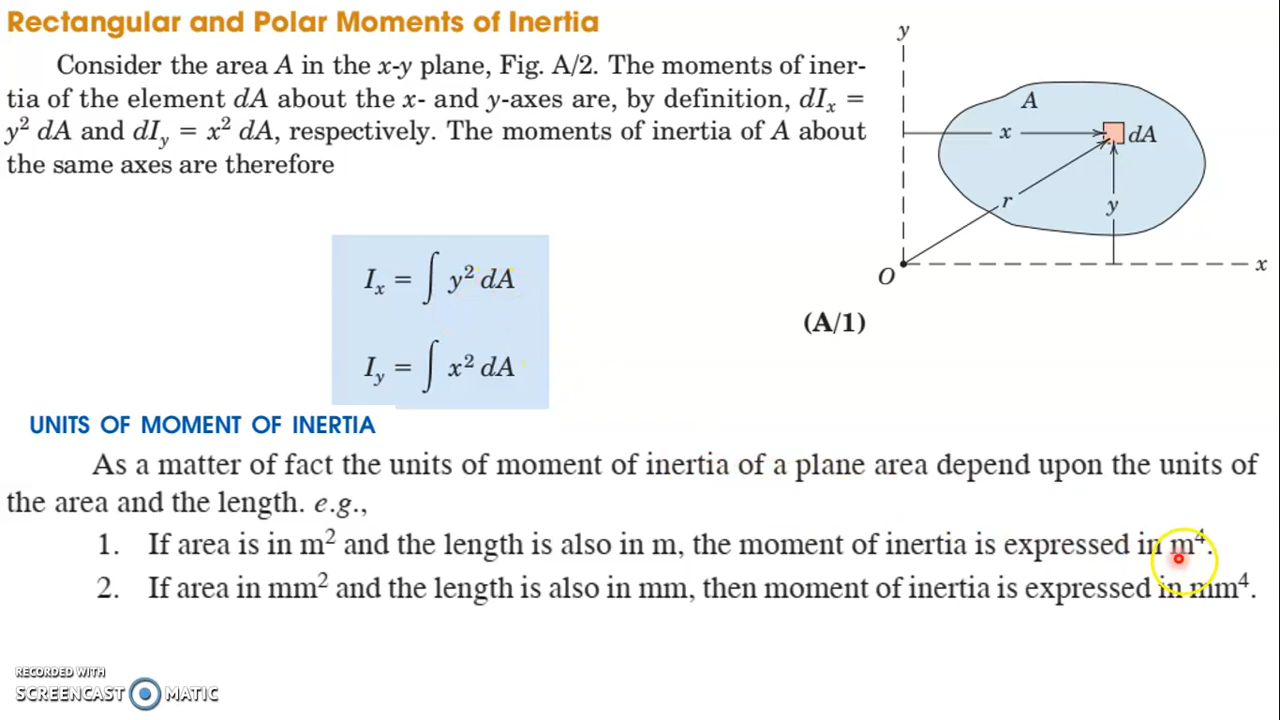 Rectangular and Polar Moments of Inertia
Consider the area A in the x-y plane, Fig. A/2. The moments of iner-
tia of the element dA about the x- and y-axes are, by definition, dIₓ =
y² dA and dI_y = x² dA, respectively. The moments of inertia of A about
the same axes are therefore
Iₓ = ∫ y² dA
I_y = ∫ x² dA
(A/1)
y
A
x
dA
r
y
O
x
UNITS OF MOMENT OF INERTIA
As a matter of fact the units of moment of inertia of a plane area depend upon the units of
the area and the length. e.g.,
1. If area is in m² and the length is also in m, the moment of inertia is expressed in m⁴.
2. If area in mm² and the length is also in mm, then moment of inertia is expressed in mm⁴.
RECORDED WITH
SCREENCAST MATIC